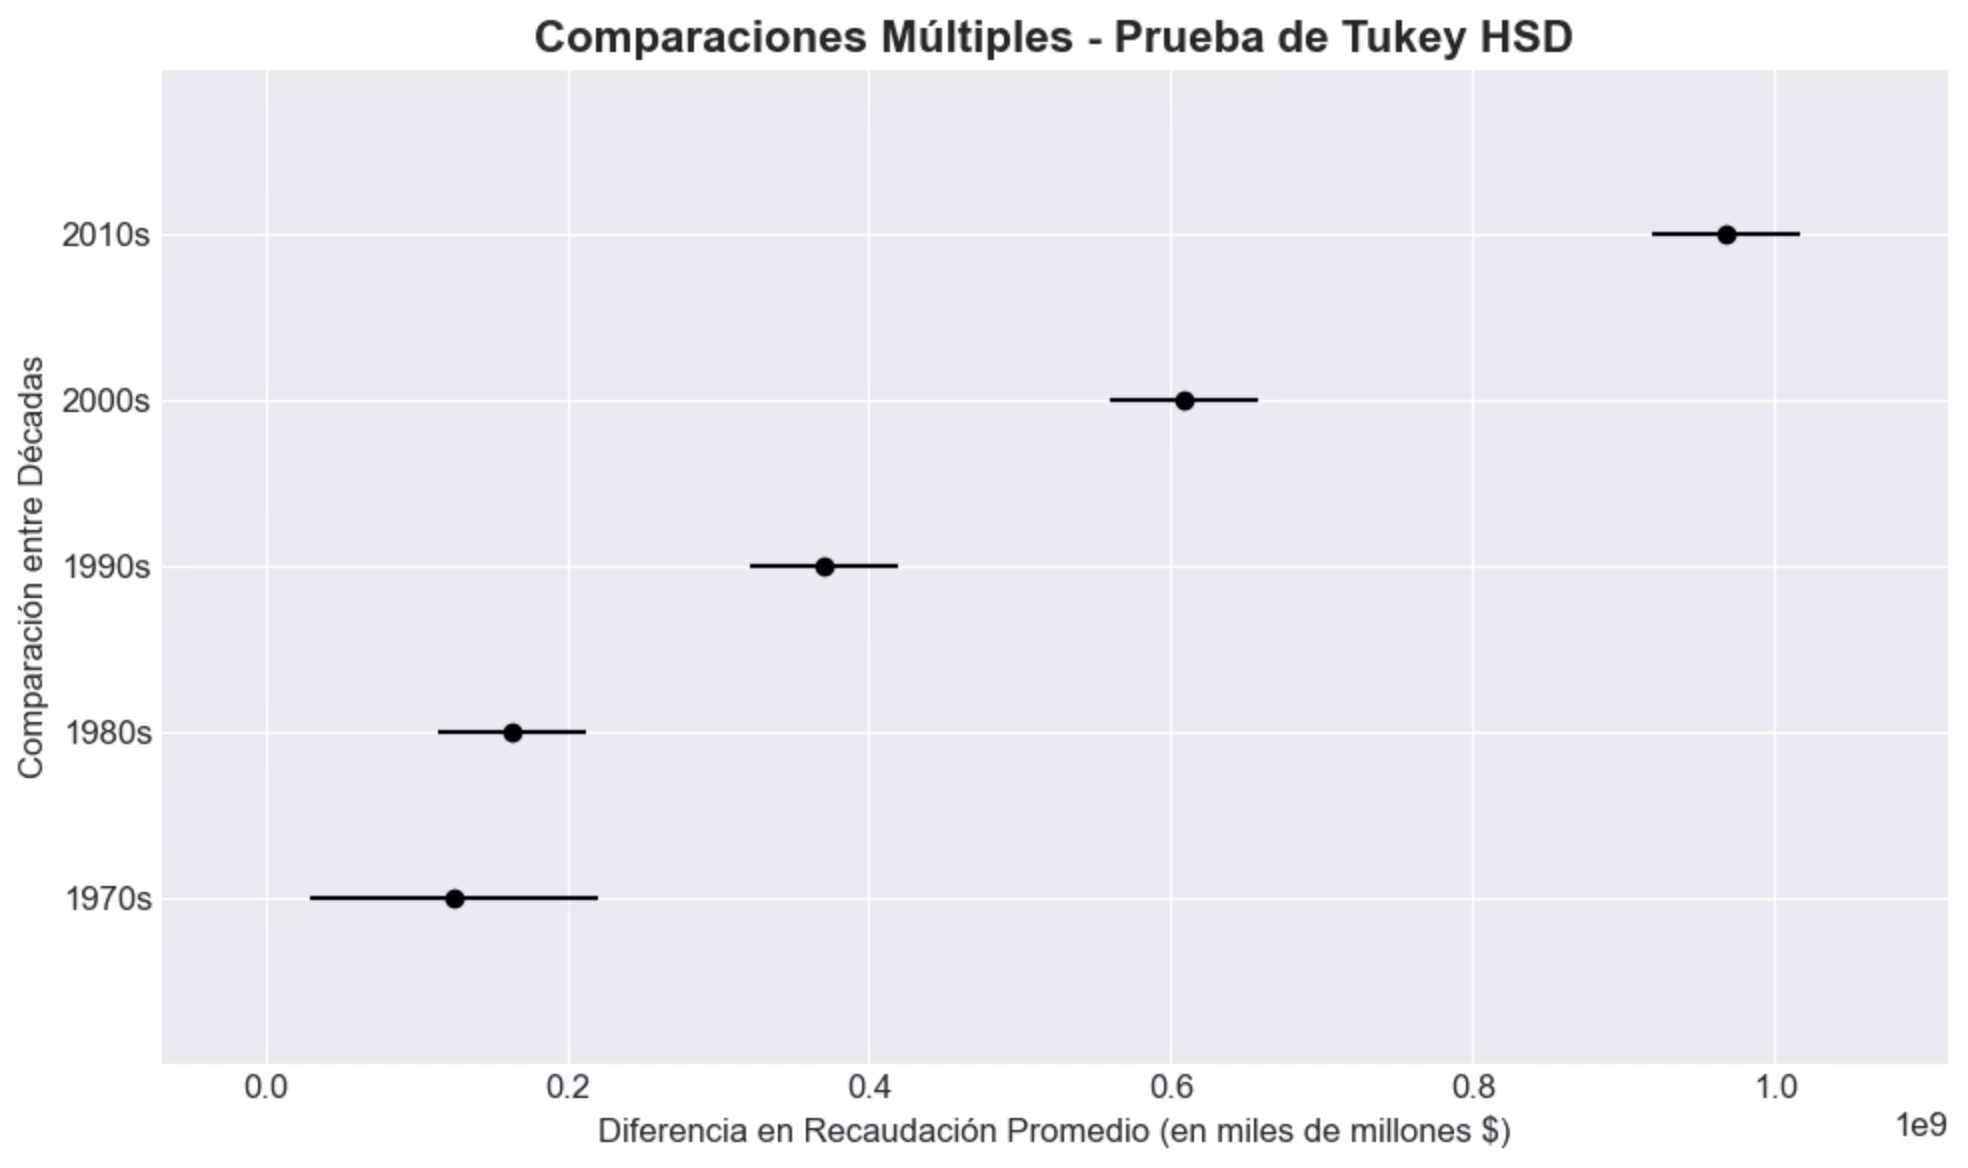 Comparaciones Múltiples - Prueba de Tukey HSD
2010s
2000s
1990s
1980s
1970s
Comparación entre Décadas
0.0 0.2 0.4 0.6 0.8 1.0
1e9
Diferencia en Recaudación Promedio (en miles de millones $)